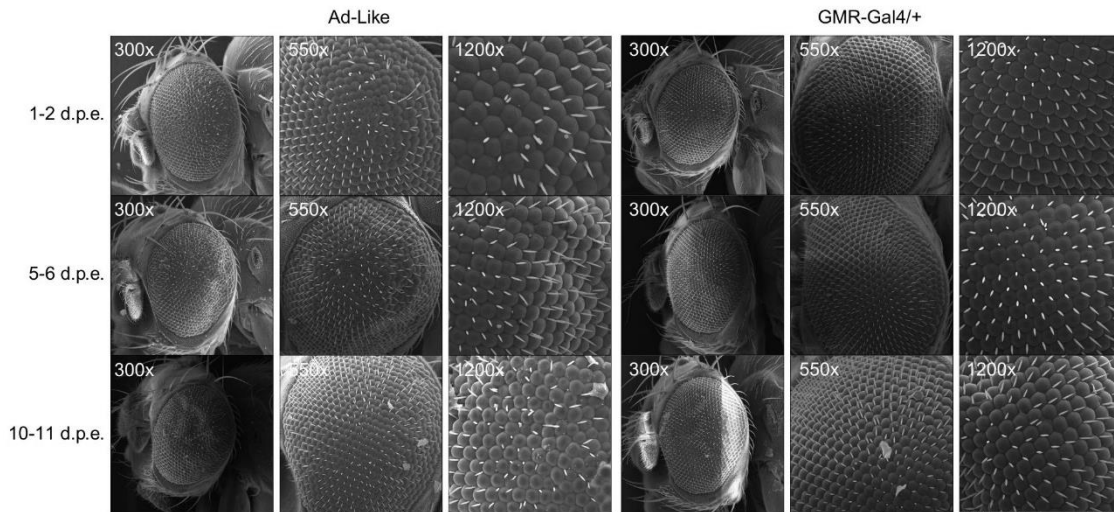 Ad-Like GMR-Gal4/+
300x 550x 1200x 300x 550x 1200x
1-2 d.p.e.
300x 550x 1200x 300x 550x 1200x
5-6 d.p.e.
300x 550x 1200x 300x 550x 1200x
10-11 d.p.e.